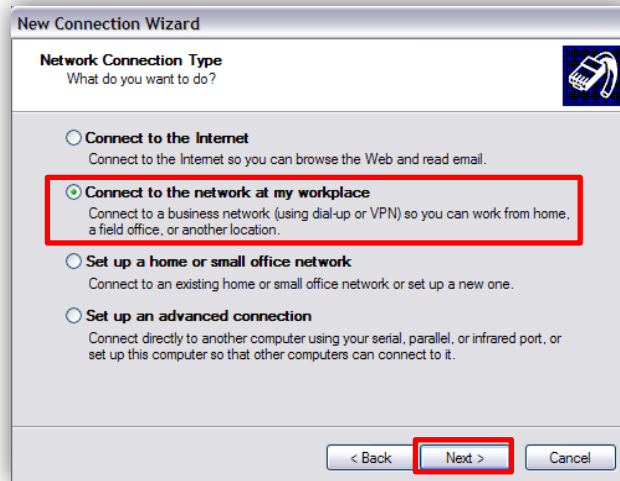 New Connection Wizard
Network Connection Type
What do you want to do?
Connect to the Internet
Connect to the Internet so you can browse the Web and read email.
Connect to the network at my workplace
Connect to a business network (using dial-up or VPN) so you can work from home,
a field office, or another location.
Set up a home or small office network
Connect to an existing home or small office network or set up a new one.
Set up an advanced connection
Connect directly to another computer using your serial, parallel, or infrared port, or
set up this computer so that other computers can connect to it.
< Back Next > Cancel